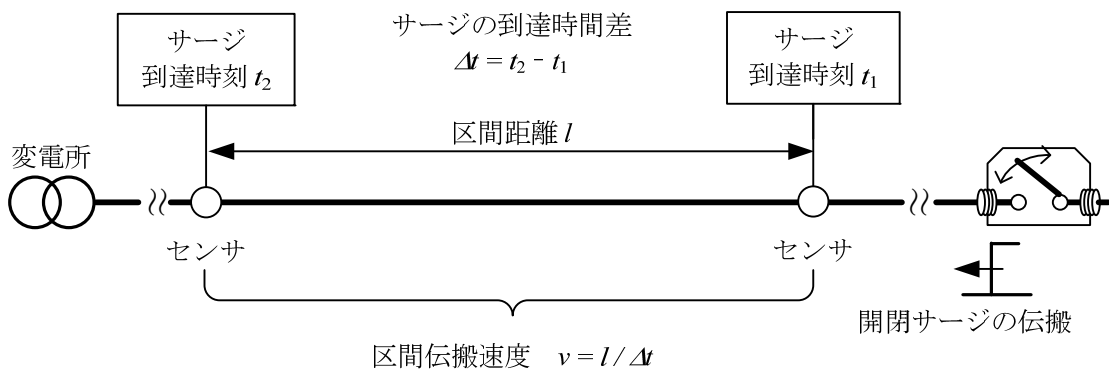 サージ
到達時刻 t₂
サージの到達時間差
Δt = t₂ - t₁
サージ
到達時刻 t₁
区間距離 l
変電所
センサ
センサ
開閉サージの伝搬
区間伝搬速度 v = l / Δt